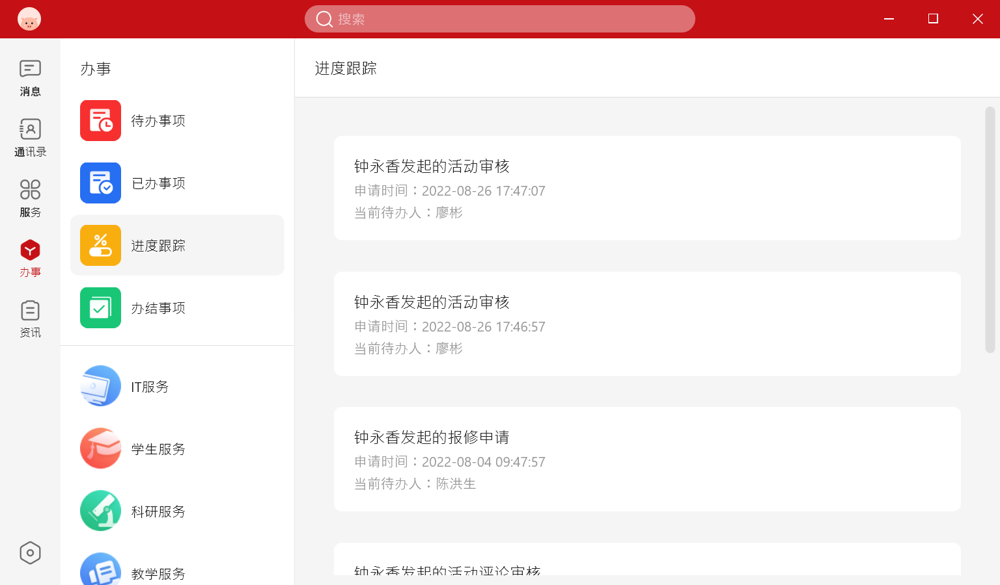 搜索
消息
通讯录
服务
办事
资讯
办事
待办事项
已办事项
进度跟踪
办结事项
IT服务
学生服务
科研服务
教学服务
进度跟踪
钟永香发起的活动审核
申请时间：2022-08-26 17:47:07
当前待办人：廖彬
钟永香发起的活动审核
申请时间：2022-08-26 17:46:57
当前待办人：廖彬
钟永香发起的报修申请
申请时间：2022-08-04 09:47:57
当前待办人：陈洪生
钟永香发起的活动评论审核